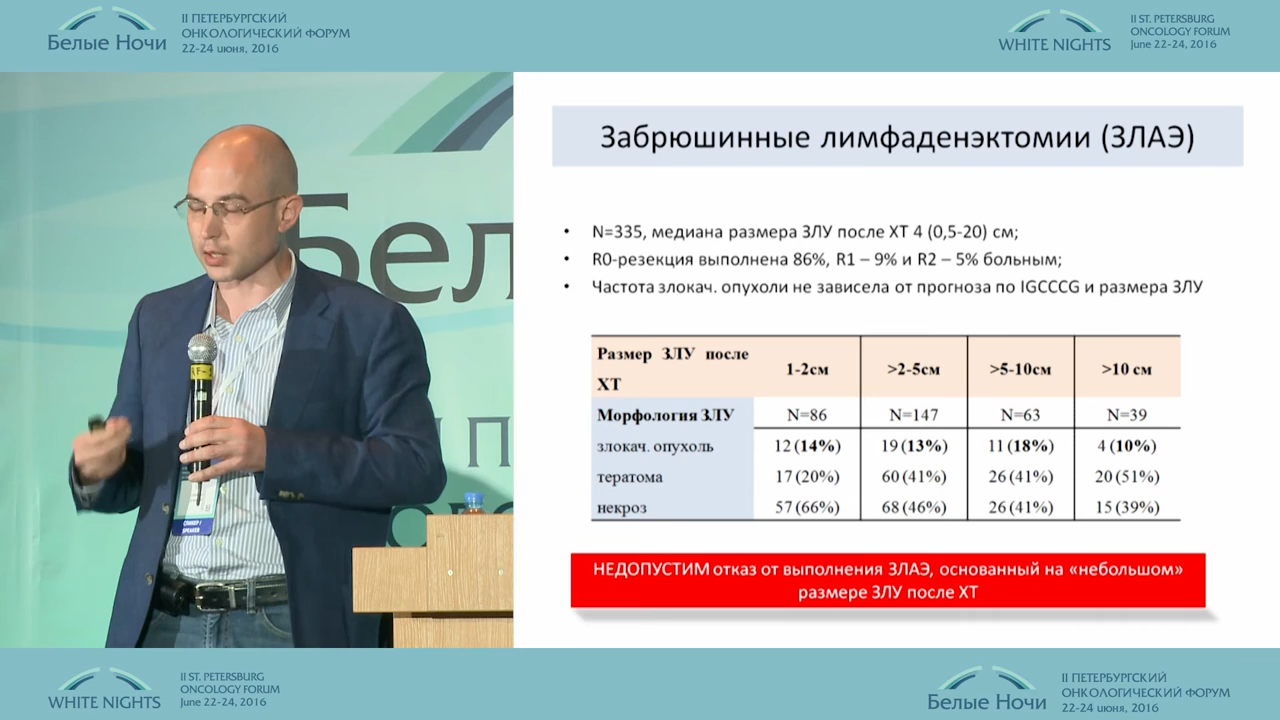 II ПЕТЕРБУРГСКИЙ
ОНКОЛОГИЧЕСКИЙ ФОРУМ
22-24 июня, 2016
Белые Ночи
WHITE NIGHTS
II ST. PETERSBURG
ONCOLOGY FORUM
June 22-24, 2016
Бел
СПИКЕР /
SPEAKER
Забрюшинные лимфаденэктомии (ЗЛАЭ)
• N=335, медиана размера ЗЛУ после ХТ 4 (0,5-20) см;
• R0-резекция выполнена 86%, R1 – 9% и R2 – 5% больным;
• Частота злокач. опухоли не зависела от прогноза по IGCCCG и размера ЗЛУ
Размер ЗЛУ после ХТ 1-2см >2-5см >5-10см >10 см
Морфология ЗЛУ N=86 N=147 N=63 N=39
злокач. опухоль 12 (14%) 19 (13%) 11 (18%) 4 (10%)
тератома 17 (20%) 60 (41%) 26 (41%) 20 (51%)
некроз 57 (66%) 68 (46%) 26 (41%) 15 (39%)
НЕДОПУСТИМ отказ от выполнения ЗЛАЭ, основанный на «небольшом»
размере ЗЛУ после ХТ
WHITE NIGHTS
II ST. PETERSBURG
ONCOLOGY FORUM
June 22-24, 2016
Белые Ночи
II ПЕТЕРБУРГСКИЙ
ОНКОЛОГИЧЕСКИЙ ФОРУМ
22-24 июня, 2016